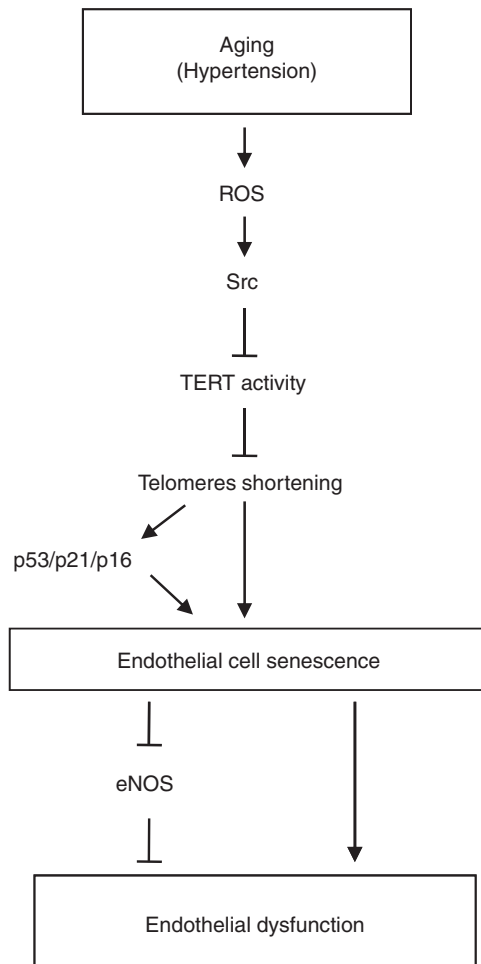 Aging
(Hypertension)
ROS
Src
TERT activity
Telomeres shortening
p53/p21/p16
Endothelial cell senescence
eNOS
Endothelial dysfunction